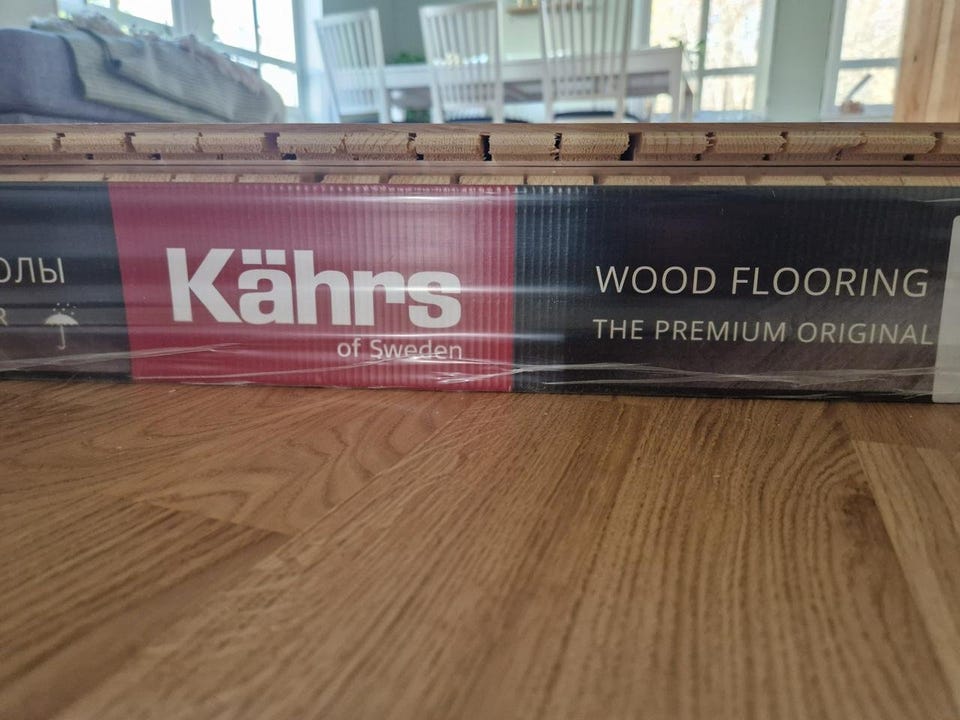 ОЛЫ
R
Kährs
of Sweden
WOOD FLOORING
THE PREMIUM ORIGINAL